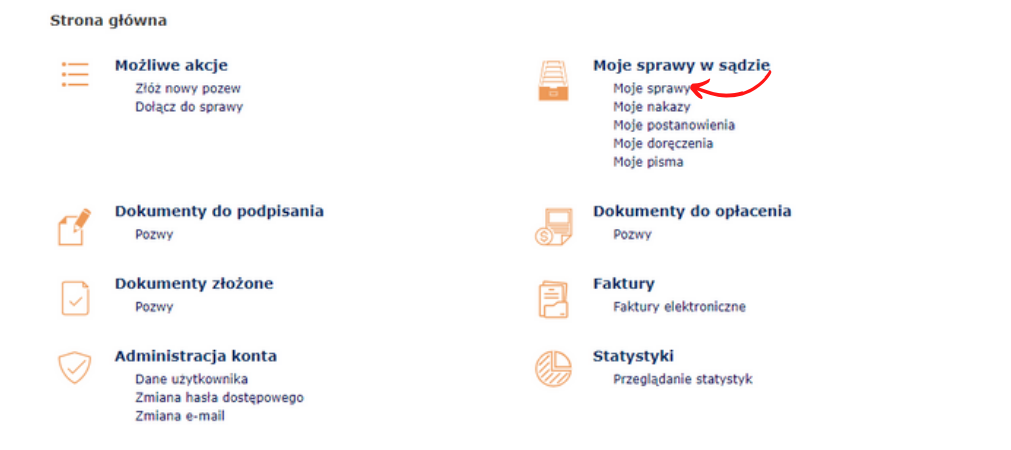 Strona główna
Możliwe akcje
Złóż nowy pozew
Dołącz do sprawy
Moje sprawy w sądzie
Moje sprawy
Moje nakazy
Moje postanowienia
Moje doręczenia
Moje pisma
Dokumenty do podpisania
Pozwy
Dokumenty do opłacenia
Pozwy
Dokumenty złożone
Pozwy
Faktury
Faktury elektroniczne
Administracja konta
Dane użytkownika
Zmiana hasła dostępowego
Zmiana e-mail
Statystyki
Przeglądanie statystyk